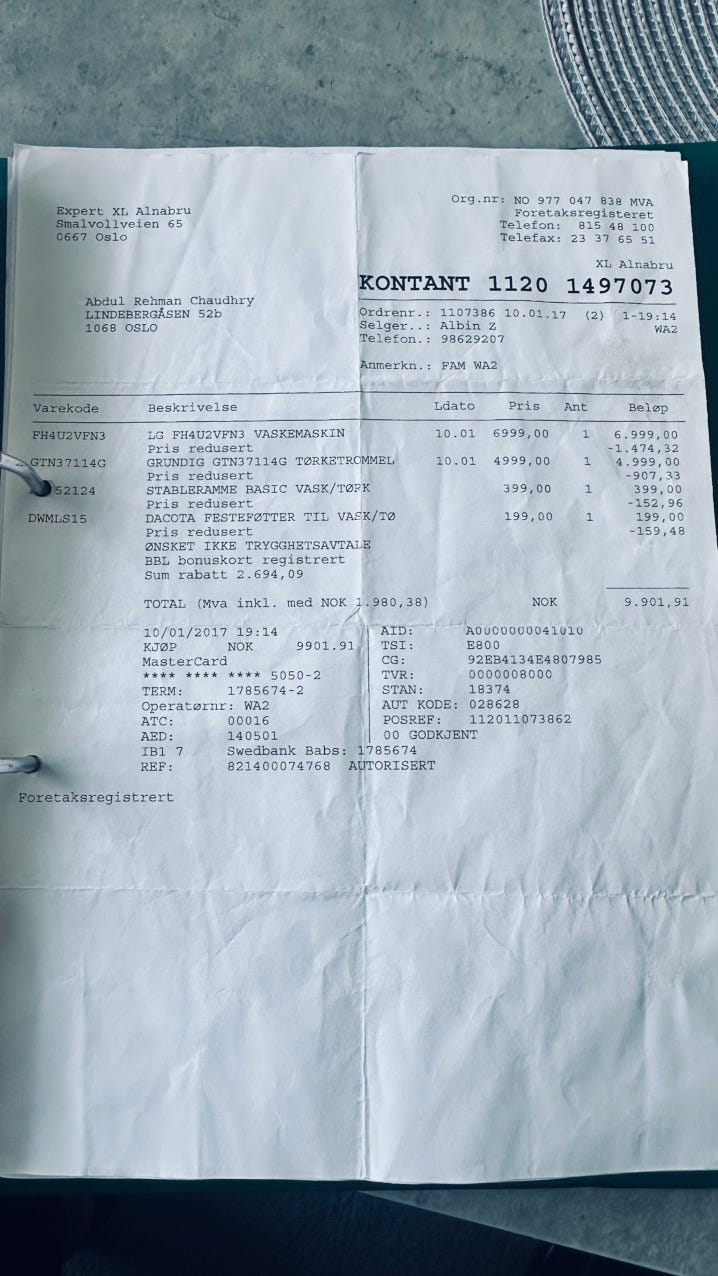 Expert XL Alnabru
Smalvollveien 65
0667 Oslo
Org.nr: NO 977 047 838 MVA
Foretaksregisteret
Telefon: 815 48 100
Telefax: 23 37 65 51
XL Alnabru
KONTANT 1120 1497073
Abdul Rehman Chaudhry
LINDEBERGÅSEN 52b
1068 OSLO
Ordrenr.: 1107386 10.01.17 (2) 1-19:14
Selger..: Albin Z WA2
Telefon.: 98629207
Anmerkn.: FAM WA2
Varekode Beskrivelse Ldato Pris Ant Beløp
FH4U2VFN3 LG FH4U2VFN3 VASKEMASKIN 10.01 6999,00 1 6.999,00
Pris redusert -1.474,32
GTN37114G GRUNDIG GTN37114G TØRKETROMMEL 10.01 4999,00 1 4.999,00
Pris redusert -907,33
52124 STABLERAMME BASIC VASK/TØRK 399,00 1 399,00
Pris redusert -152,96
DWMLS15 DACOTA FESTEFØTTER TIL VASK/TØ 199,00 1 199,00
Pris redusert -159,48
ØNSKET IKKE TRYGGHETSAVTALE
BBL bonuskort registrert
Sum rabatt 2.694,09
TOTAL (Mva inkl. med NOK 1.980,38) NOK 9.901,91
10/01/2017 19:14
KJØP NOK 9901.91
MasterCard
**** **** **** 5050-2
TERM: 1785674-2
Operatørnr: WA2
ATC: 00016
AED: 140501
IB1 7 Swedbank Babs: 1785674
REF: 821400074768 AUTORISERT
AID: A0000000041010
TSI: E800
CG: 92EB4134E4807985
TVR: 0000008000
STAN: 18374
AUT KODE: 028628
POSREF: 112011073862
00 GODKJENT
Foretaksregistrert